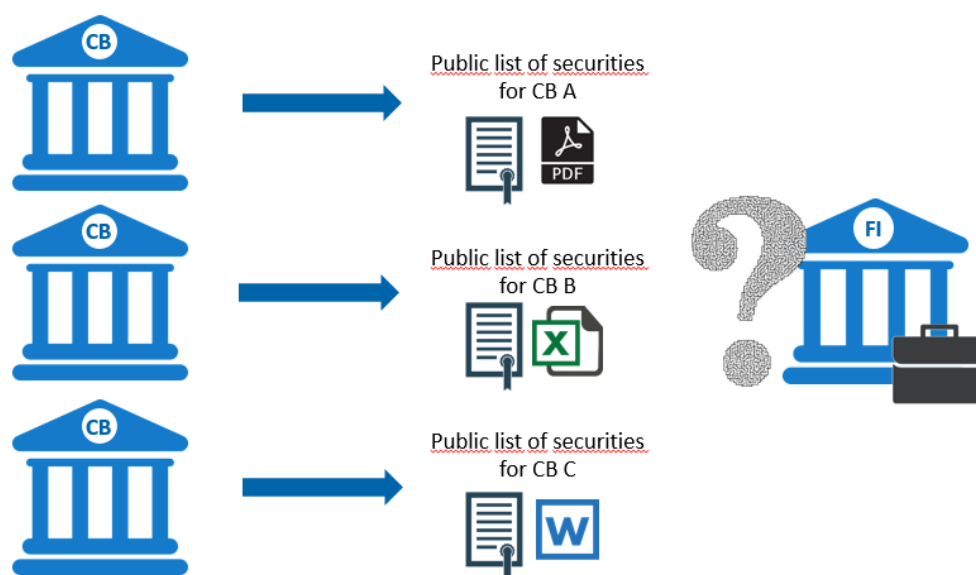 CB
Public list of securities
for CB A
PDF
CB
Public list of securities
for CB B
X
FI
CB
Public list of securities
for CB C
W